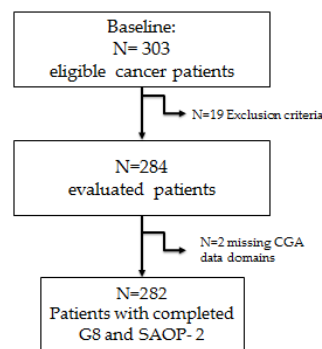 Baseline:
N= 303
eligible cancer patients
N=19 Exclusion criteria
N=284
evaluated patients
N=2 missing CGA
data domains
N=282
Patients with completed
G8 and SAOP- 2